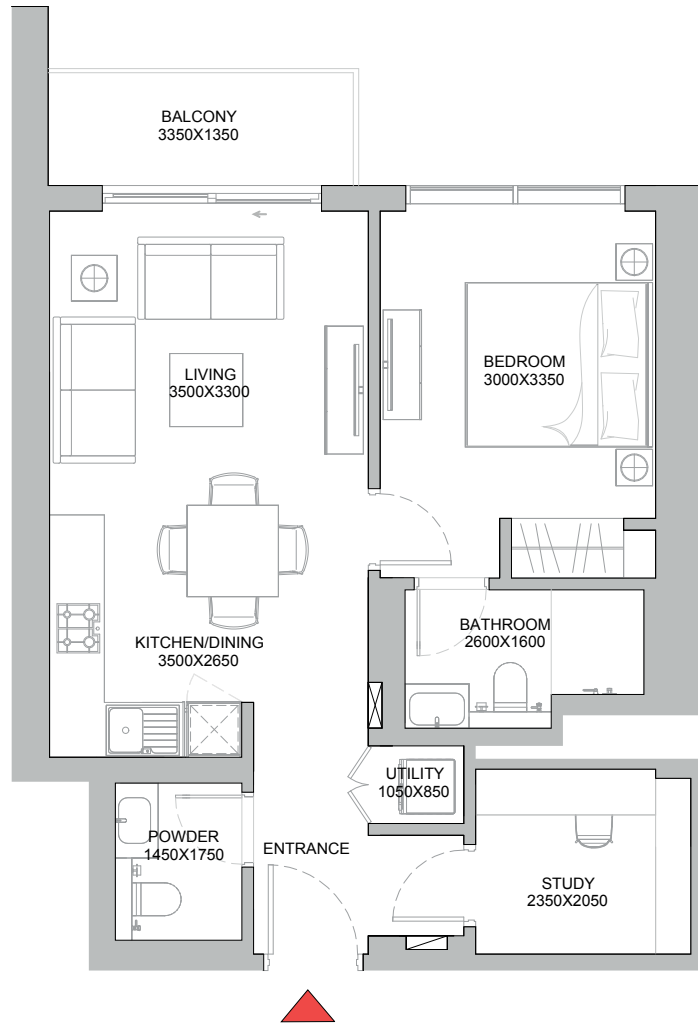 BALCONY
3350X1350
LIVING
3500X3300
BEDROOM
3000X3350
KITCHEN/DINING
3500X2650
BATHROOM
2600X1600
UTILITY
1050X850
POWDER
1450X1750
ENTRANCE
STUDY
2350X2050